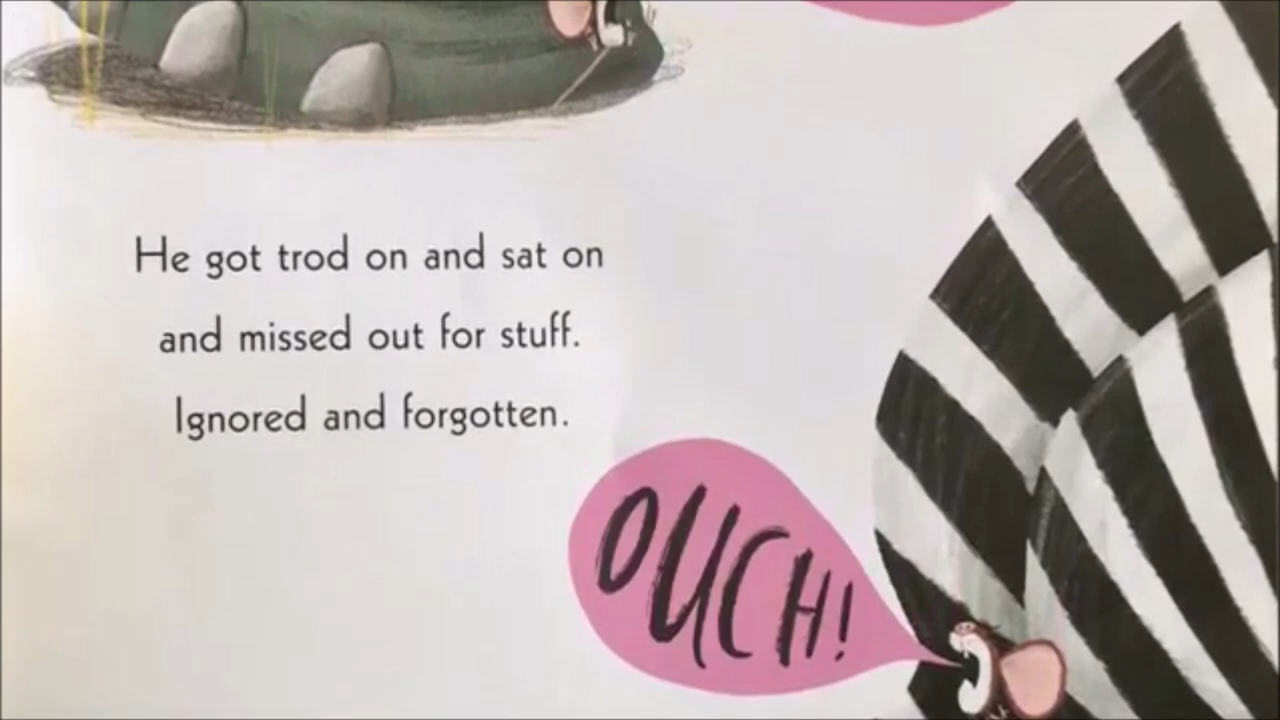 He got trod on and sat on
and missed out for stuff.
Ignored and forgotten.
OUCH!